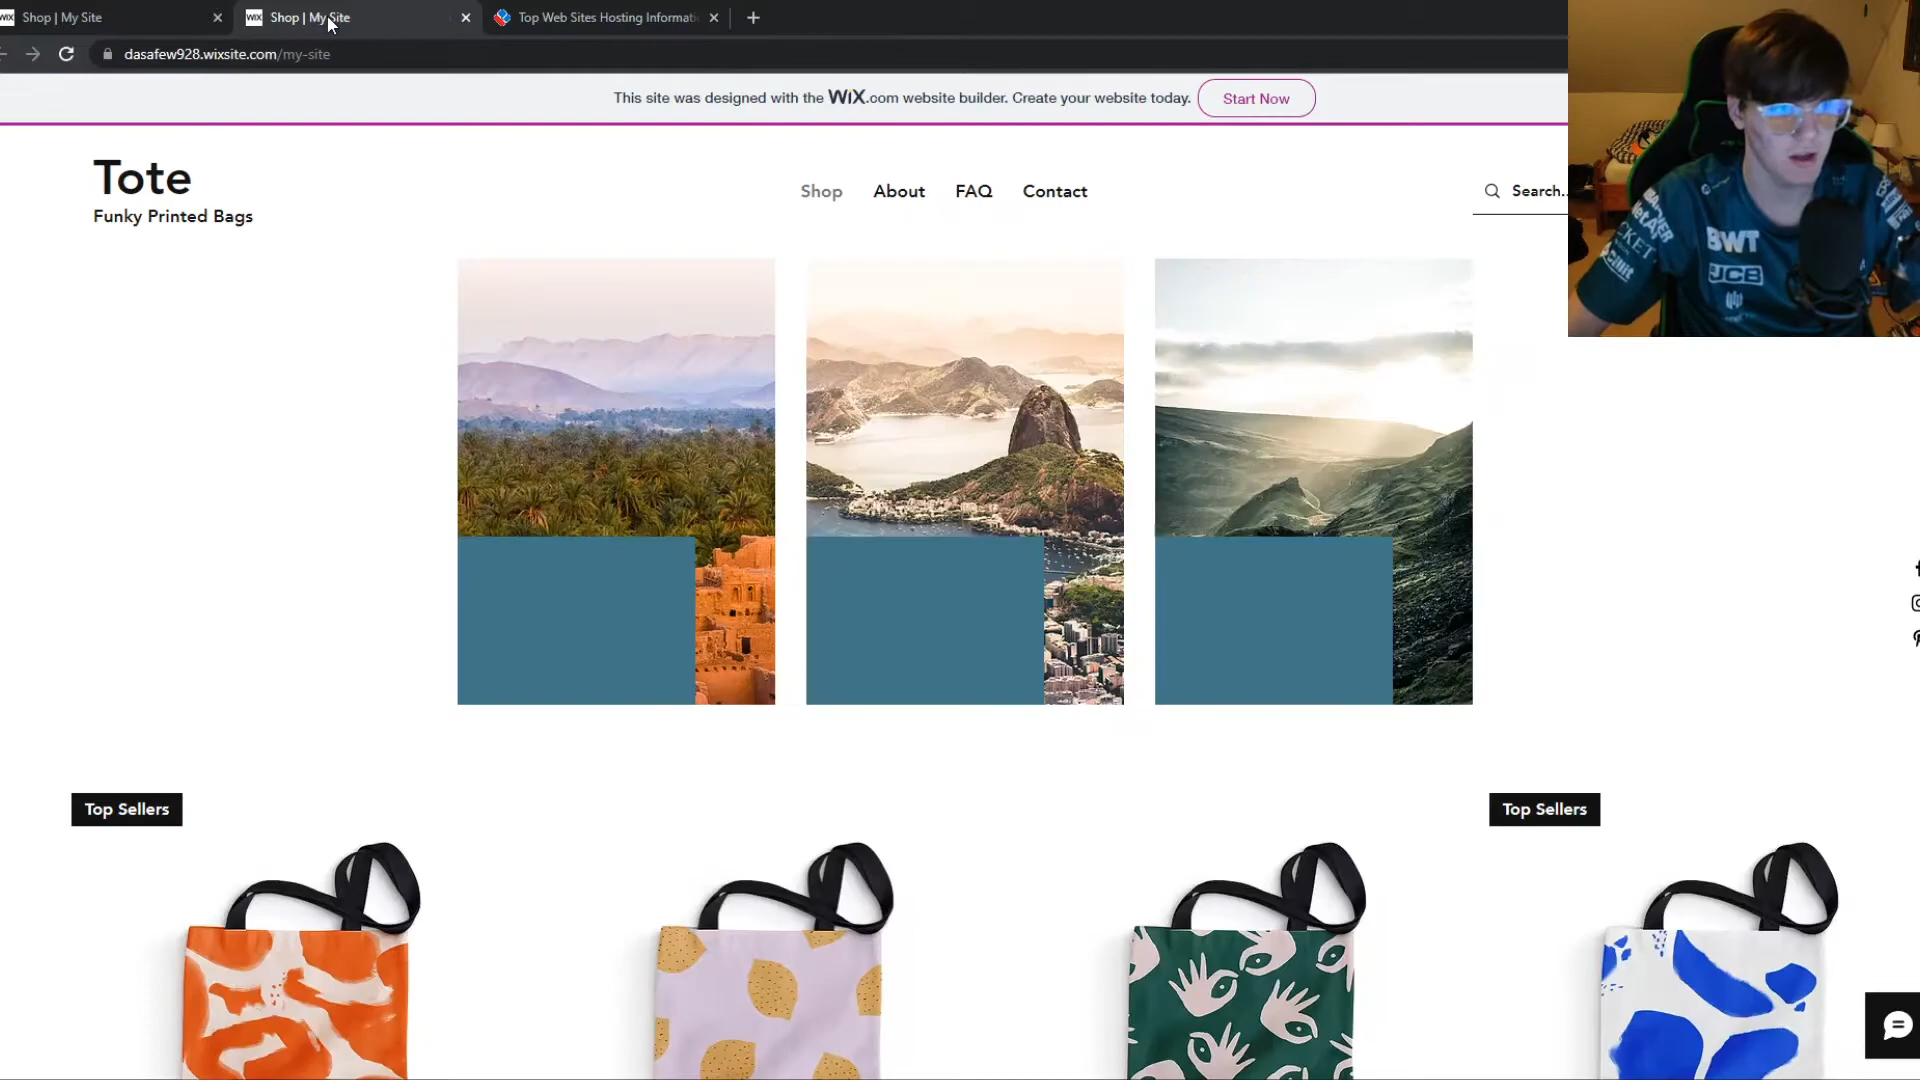 WIX Shop | My Site
WIX Shop | My Site
Top Web Sites Hosting Informati
dasafew928.wixsite.com/my-site
This site was designed with the WiX.com website builder. Create your website today.
Start Now
Tote
Funky Printed Bags
Shop
About
FAQ
Contact
Search..
BWT
JCB
Top Sellers
Top Sellers